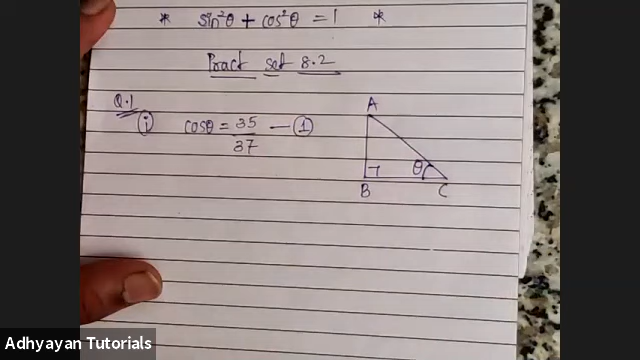 * sin²θ + cos²θ = 1 *
Pract set 8.2
Q.1
(i) cosθ = 35/37 — (1)
A
θ
B C
Adhyayan Tutorials